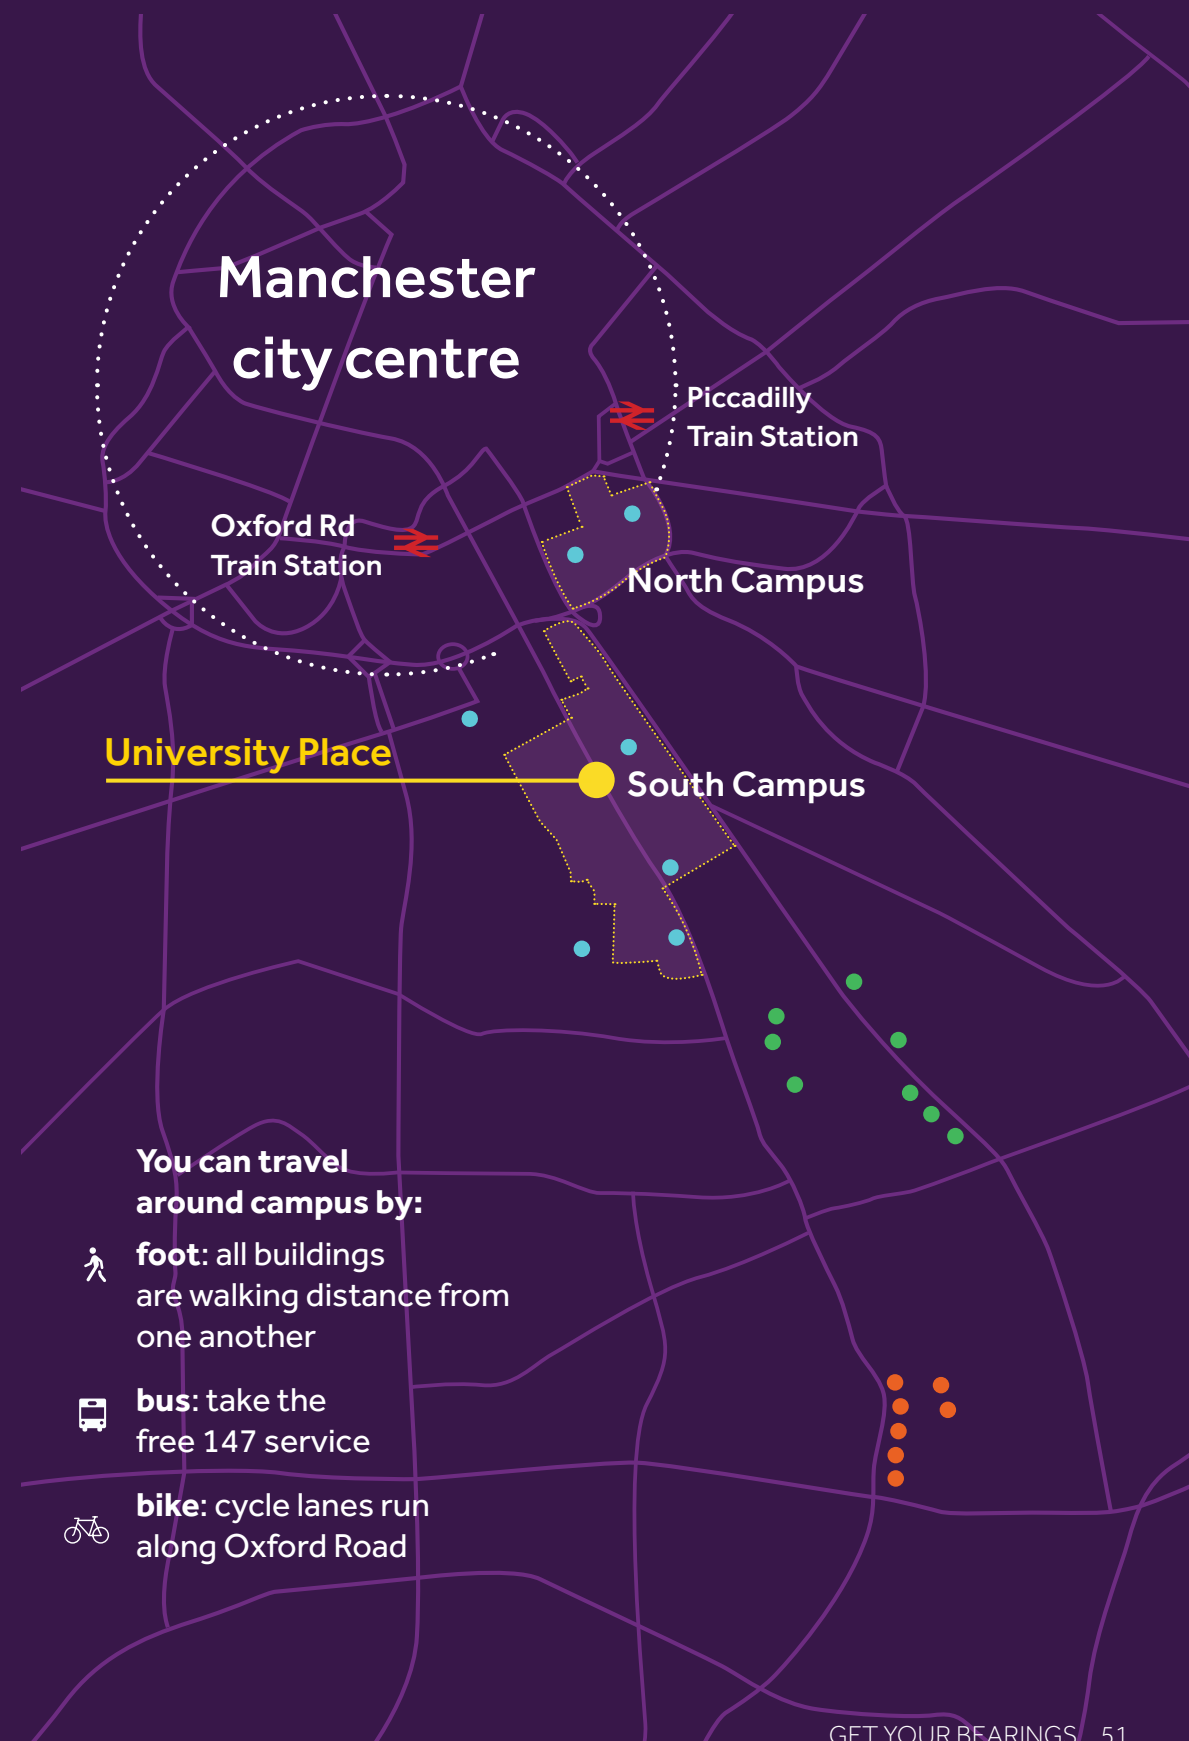 Manchester
city centre
Piccadilly
Train Station
Oxford Rd
Train Station
North Campus
University Place
South Campus
You can travel
around campus by:
foot: all buildings
are walking distance from
one another
bus: take the
free 147 service
bike: cycle lanes run
along Oxford Road
GET YOUR BEARINGS 51